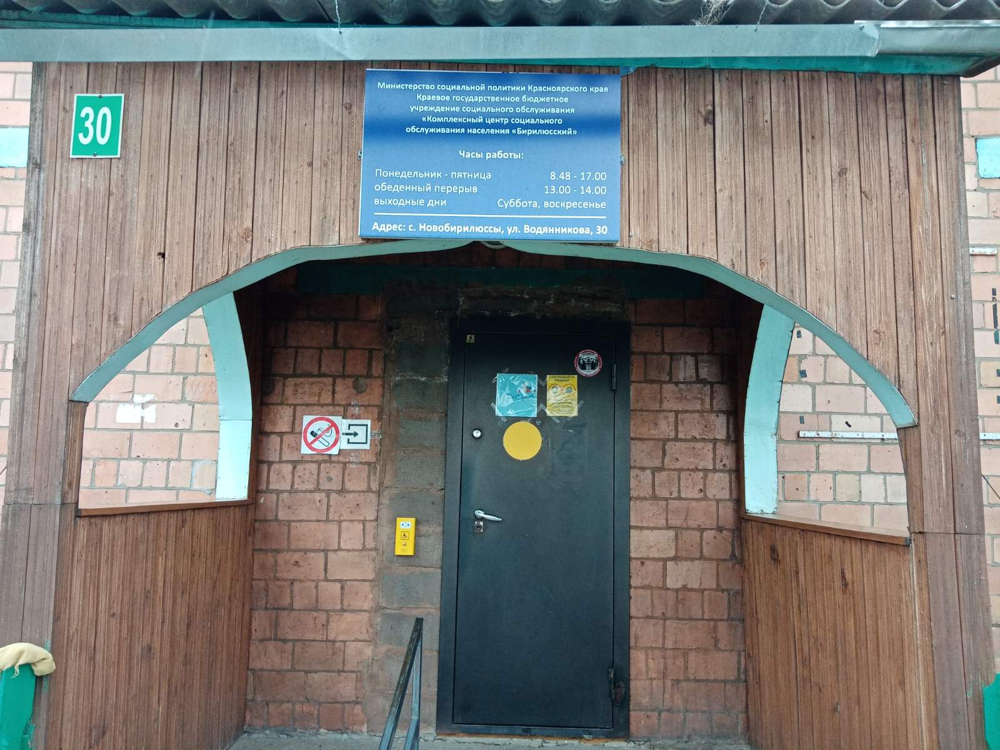 30
Министерство социальной политики Красноярского края
Краевое государственное бюджетное
учреждение социального обслуживания
«Комплексный центр социального
обслуживания населения «Бирилюсский»
Часы работы:
Понедельник - пятница 8.48 - 17.00
обеденный перерыв 13.00 - 14.00
выходные дни Суббота, воскресенье
Адрес: с. Новобирилюссы, ул. Водянникова, 30
СОБЛЮДАЙТЕ
РЕЖИМ!